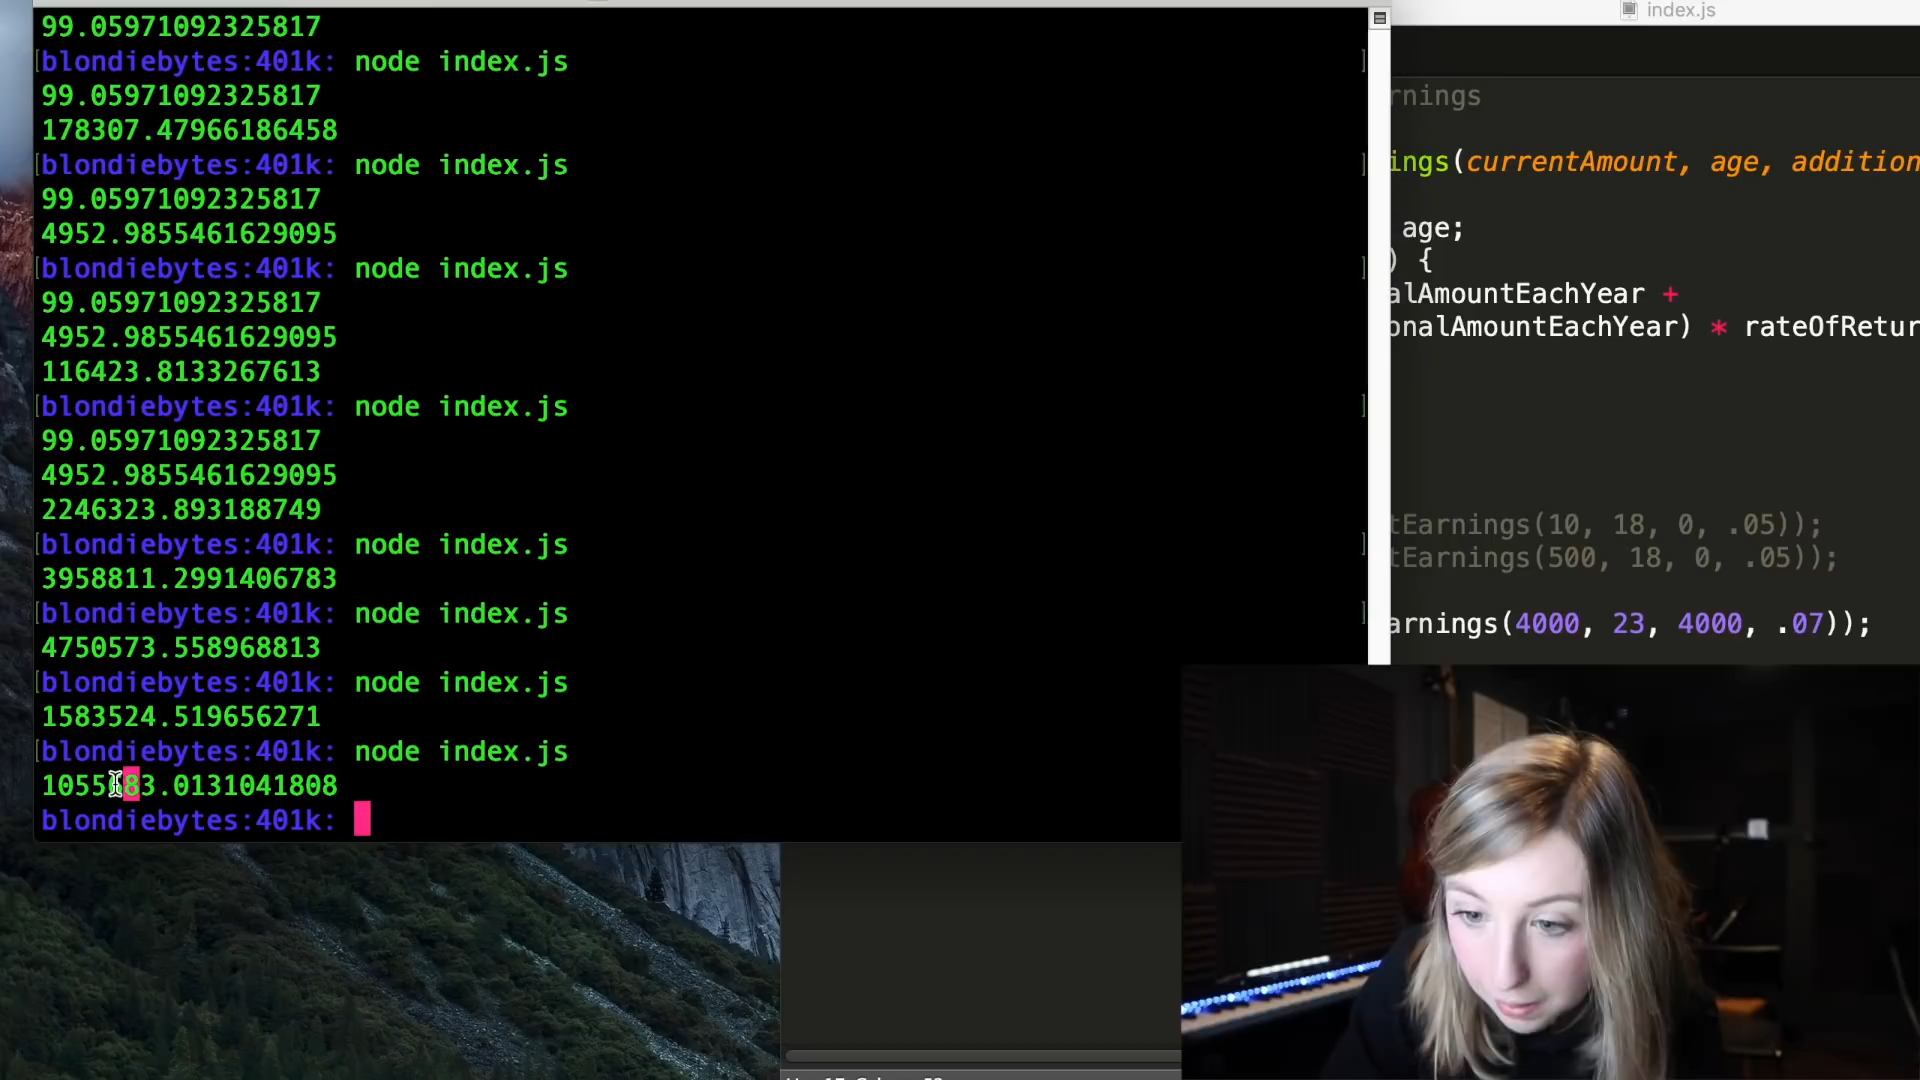 99.05971092325817
blondiebytes:401k: node index.js
99.05971092325817
178307.47966186458
blondiebytes:401k: node index.js
99.05971092325817
4952.9855461629095
blondiebytes:401k: node index.js
99.05971092325817
4952.9855461629095
116423.8133267613
blondiebytes:401k: node index.js
99.05971092325817
4952.9855461629095
2246323.893188749
blondiebytes:401k: node index.js
3958811.2991406783
blondiebytes:401k: node index.js
4750573.558968813
blondiebytes:401k: node index.js
1583524.519656271
blondiebytes:401k: node index.js
blondiebytes:401k:
index.js
rnings
ings(currentAmount, age, addition
age;
) {
alAmountEachYear +
onalAmountEachYear) * rateOfRetur
tEarnings(10, 18, 0, .05));
tEarnings(500, 18, 0, .05));
arnings(4000, 23, 4000, .07));